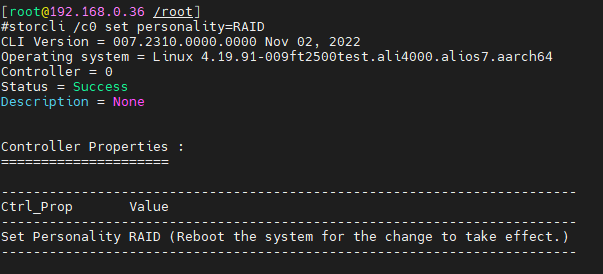 [root@192.168.0.36 /root]
#storcli /c0 set personality=RAID
CLI Version = 007.2310.0000.0000 Nov 02, 2022
Operating system = Linux 4.19.91-009ft2500test.ali4000.alios7.aarch64
Controller = 0
Status = Success
Description = None
Controller Properties :
=====================
------------------------------------------------------------------------
Ctrl_Prop       Value
------------------------------------------------------------------------
Set Personality RAID (Reboot the system for the change to take effect.)
------------------------------------------------------------------------